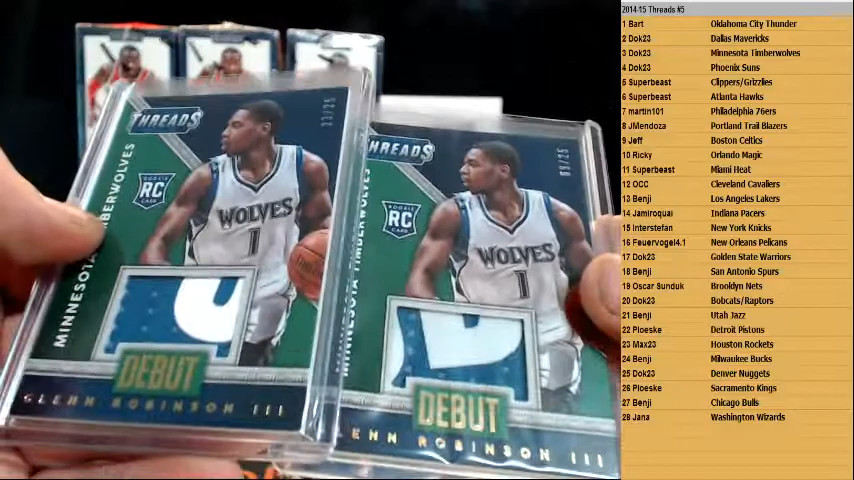 THREADS
23/25
MINNESOTA TIMBERWOLVES
ROOKIE
RC
CARD
WOLVES
1
DEBUT
GLENN ROBINSON III
THREADS
03/25
MINNESOTA TIMBERWOLVES
ROOKIE
RC
CARD
WOLVES
1
DEBUT
ENN ROBINSON III
2014-15 Threads #5
1 Bart Oklahoma City Thunder
2 Dok23 Dallas Mavericks
3 Dok23 Minnesota Timberwolves
4 Dok23 Phoenix Suns
5 Superbeast Clippers/Grizzlies
6 Superbeast Atlanta Hawks
7 martin101 Philadelphia 76ers
8 JMendoza Portland Trail Blazers
9 Jeff Boston Celtics
10 Ricky Orlando Magic
11 Superbeast Miami Heat
12 OCC Cleveland Cavaliers
13 Benji Los Angeles Lakers
14 Jamiroquai Indiana Pacers
15 Interstefan New York Knicks
16 Feuervogel4.1 New Orleans Pelicans
17 Dok23 Golden State Warriors
18 Benji San Antonio Spurs
19 Oscar Sunduk Brooklyn Nets
20 Dok23 Bobcats/Raptors
21 Benji Utah Jazz
22 Ploeske Detroit Pistons
23 Max23 Houston Rockets
24 Benji Milwaukee Bucks
25 Dok23 Denver Nuggets
26 Ploeske Sacramento Kings
27 Benji Chicago Bulls
28 Jana Washington Wizards